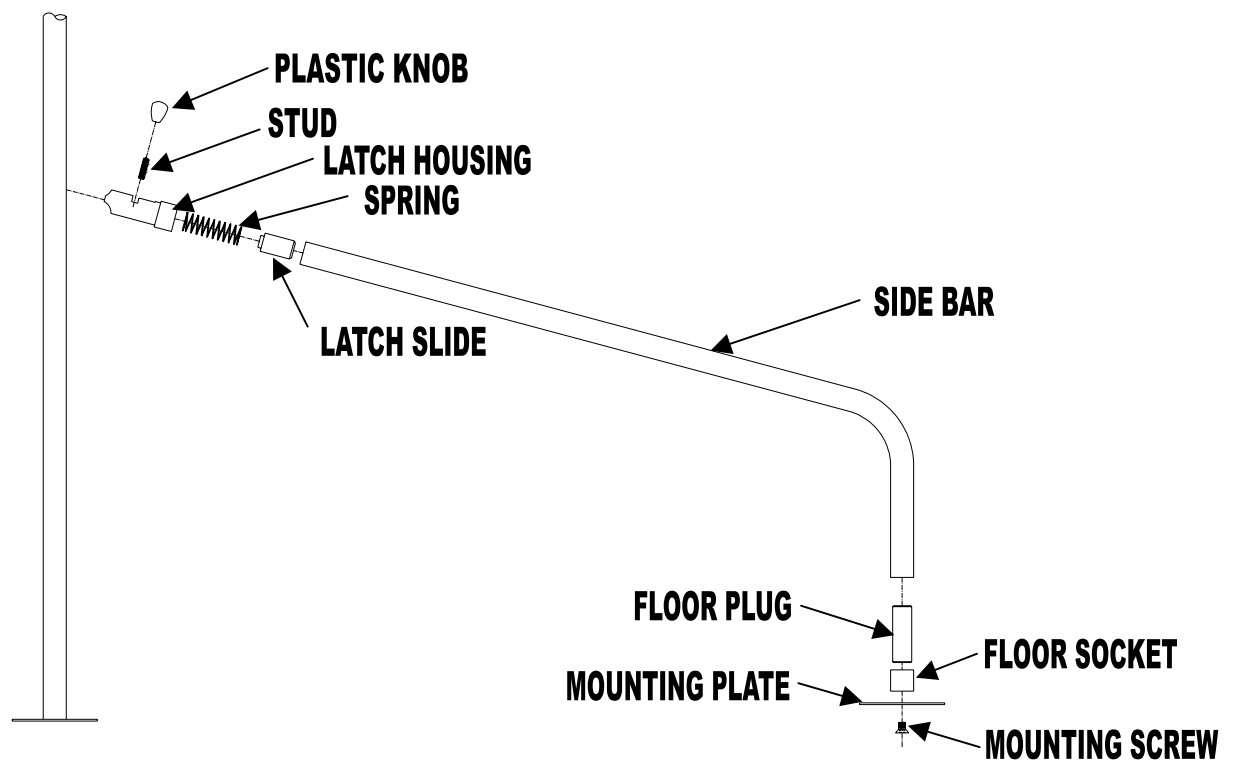 PLASTIC KNOB
STUD
LATCH HOUSING
SPRING
LATCH SLIDE
SIDE BAR
FLOOR PLUG
FLOOR SOCKET
MOUNTING PLATE
MOUNTING SCREW